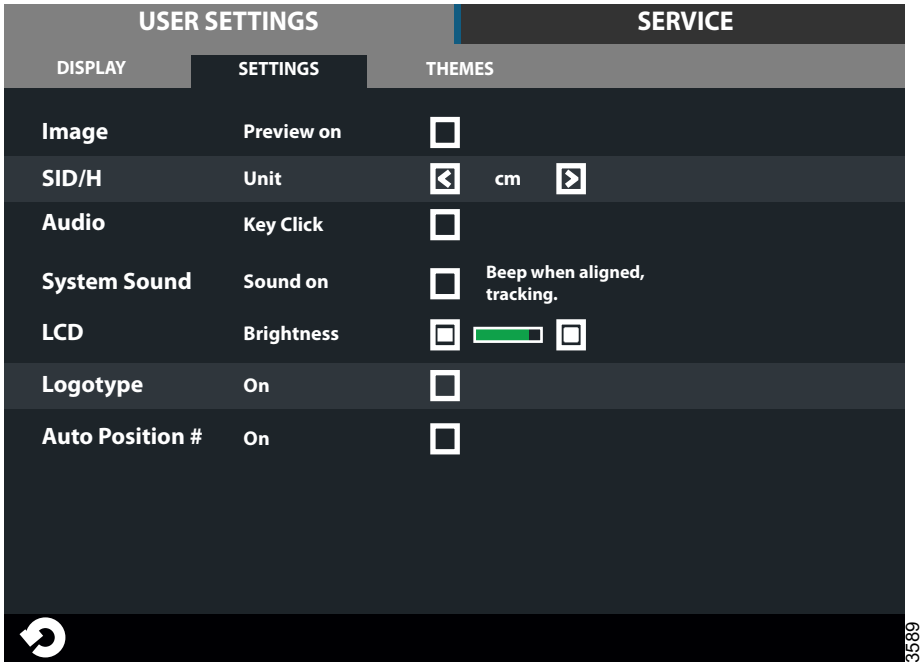 USER SETTINGS SERVICE
DISPLAY SETTINGS THEMES
Image Preview on
SID/H Unit cm
Audio Key Click
System Sound Sound on Beep when aligned,
tracking.
LCD Brightness
Logotype On
Auto Position # On
3589